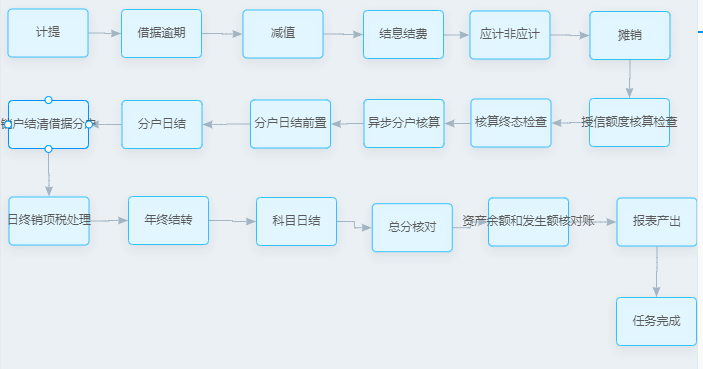 计提
借据逾期
减值
结息结费
应计非应计
摊销
授信额度核算检查
核算终态检查
异步分户核算
分户日结前置
分户日结
销户结清借据分户
日终销项税处理
年终结转
科目日结
总分核对
资产余额和发生额核对账
报表产出
任务完成